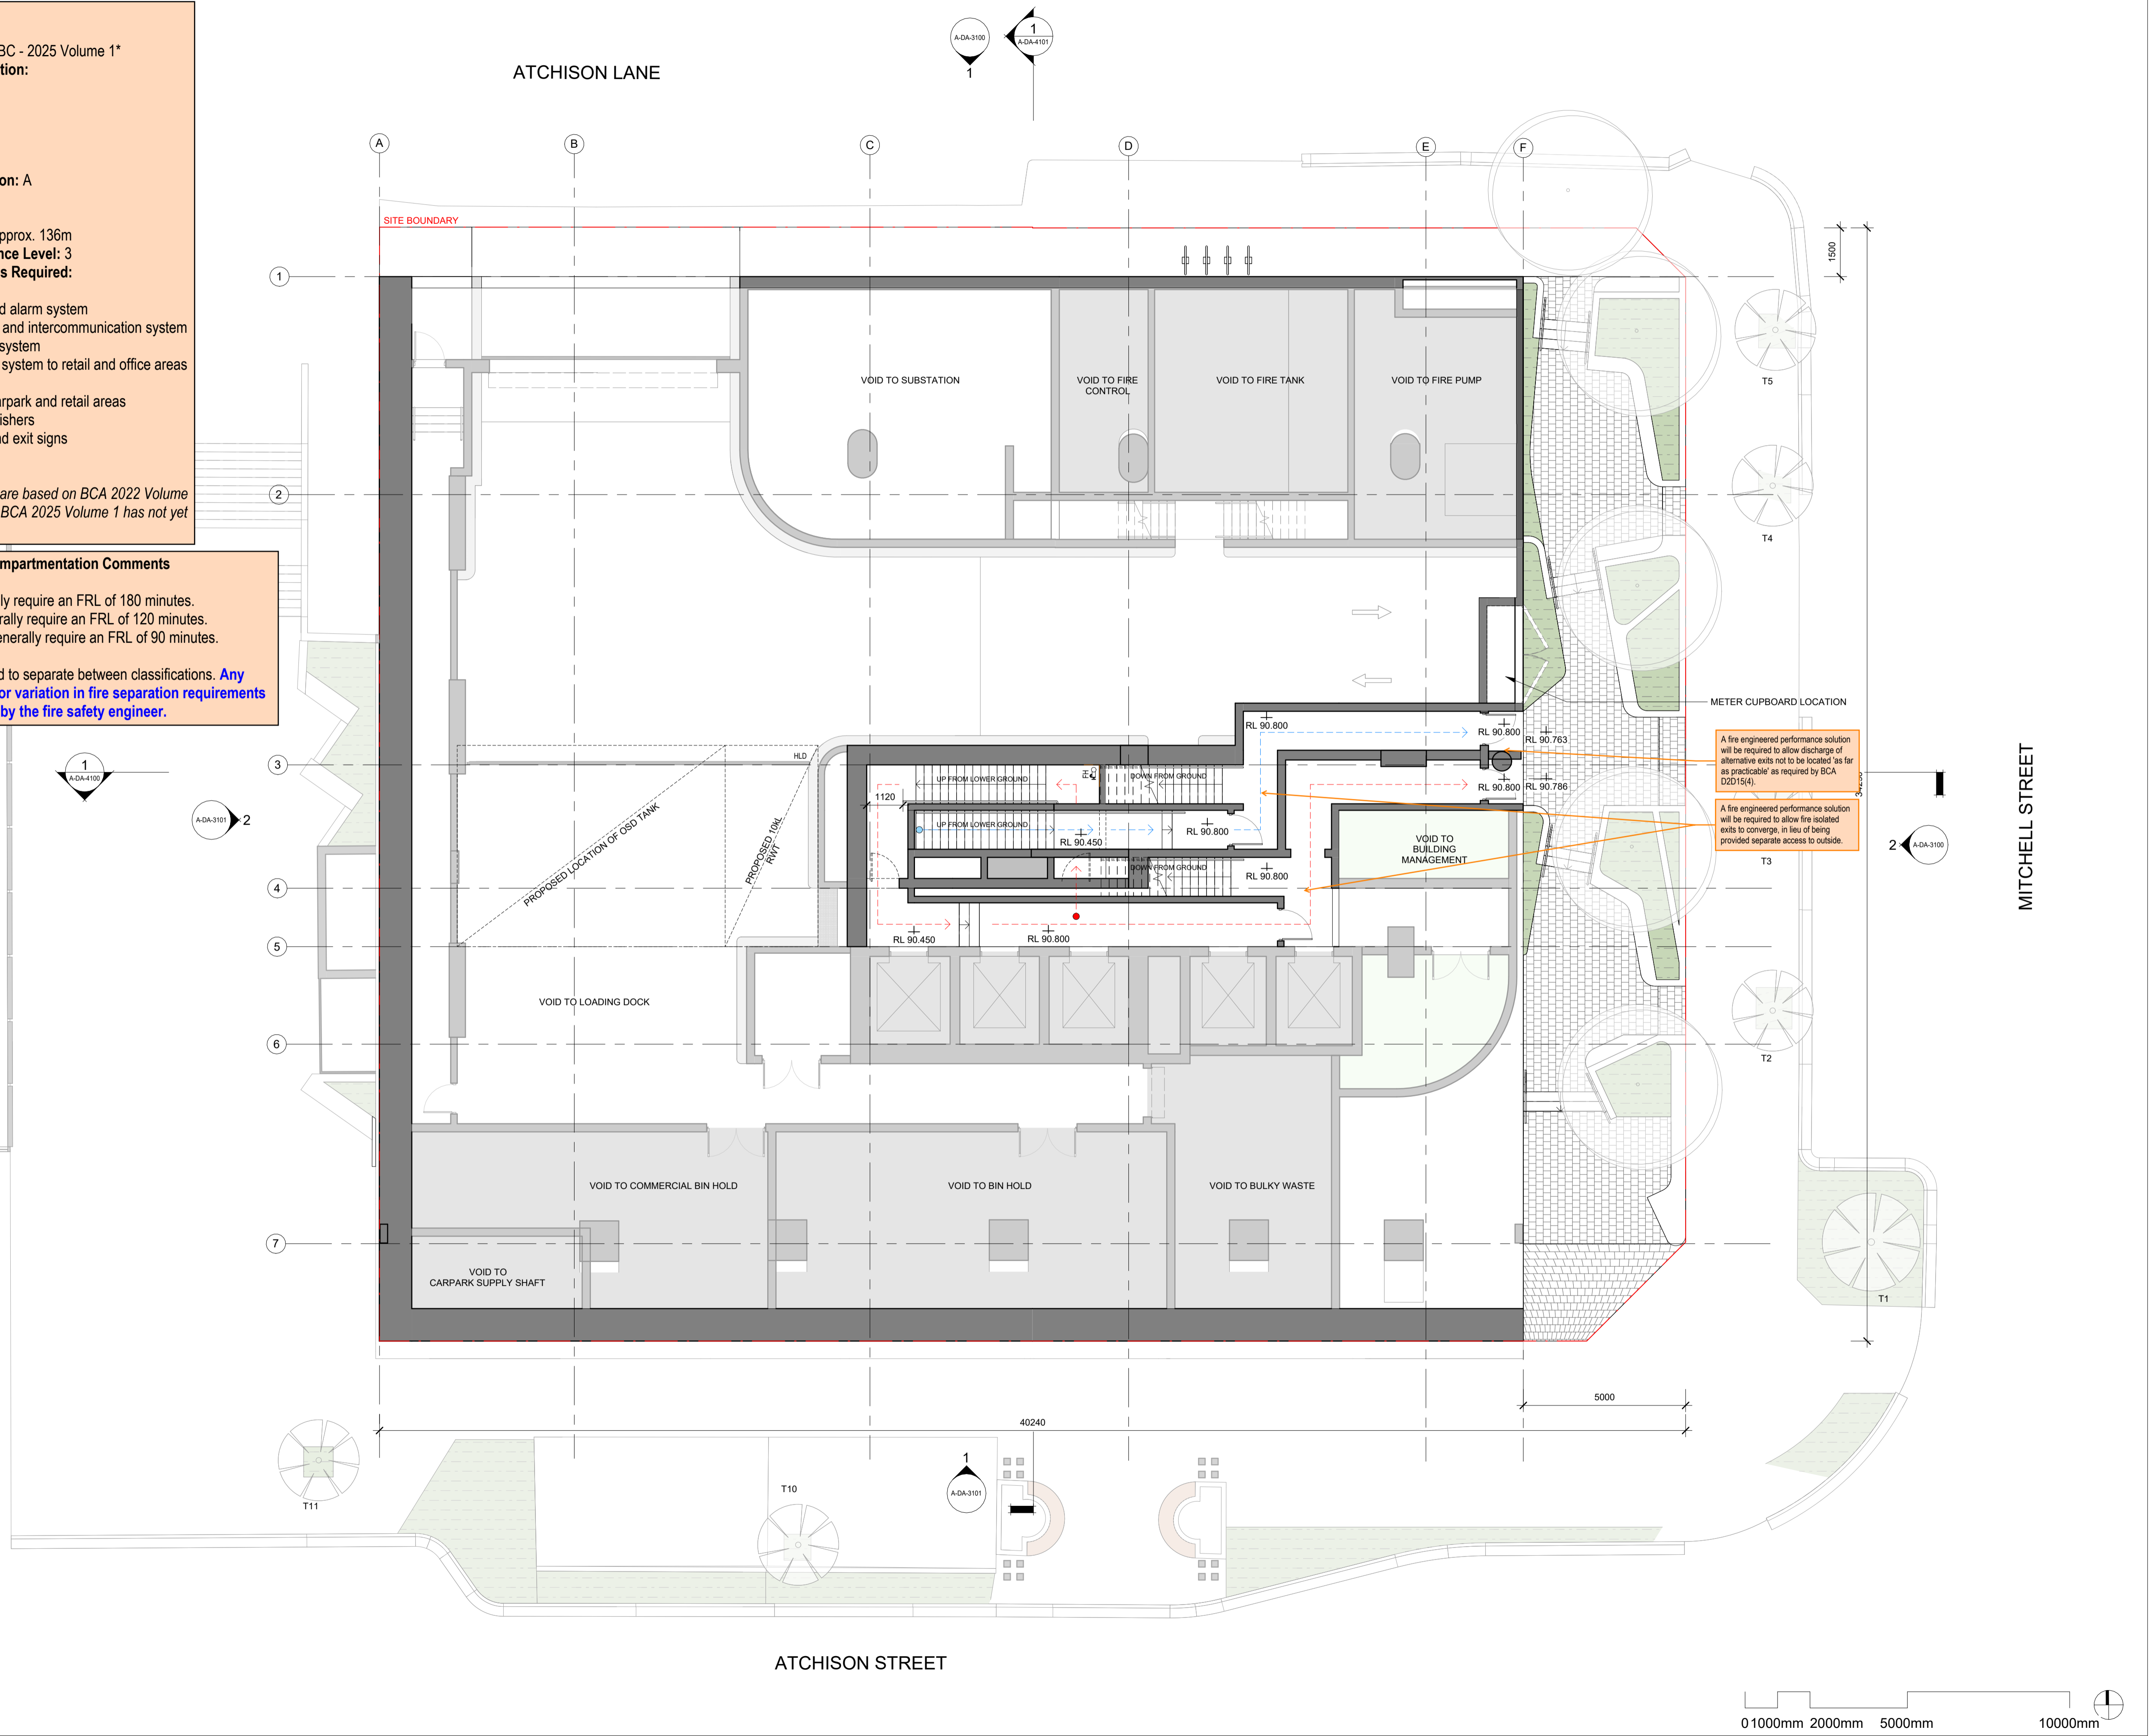 BC - 2025 Volume 1*
tion:
on: A
pprox. 136m
nce Level: 3
s Required:
d alarm system
and intercommunication system
system
system to retail and office areas
arpark and retail areas
ishers
nd exit signs
are based on BCA 2022 Volume
BCA 2025 Volume 1 has not yet
mpartmentation Comments
ly require an FRL of 180 minutes.
erally require an FRL of 120 minutes.
enerally require an FRL of 90 minutes.
d to separate between classifications. Any
or variation in fire separation requirements
by the fire safety engineer.
ATCHISON LANE
A-DA-3100
1
1
A-DA-4101
A
B
C
D
E
F
SITE BOUNDARY
1500
1
2
3
4
5
6
7
VOID TO SUBSTATION
VOID TO FIRE
CONTROL
VOID TO FIRE TANK
VOID TO FIRE PUMP
T5
T4
METER CUPBOARD LOCATION
A fire engineered performance solution
will be required to allow discharge of
alternative exits not to be located 'as far
as practicable' as required by BCA
D2D15(4).
A fire engineered performance solution
will be required to allow fire isolated
exits to converge, in lieu of being
provided separate access to outside.
T3
MITCHELL STREET
2
A-DA-3100
1
A-DA-4100
A-DA-3101
2
RL 90.800
RL 90.800
RL 90.763
RL 90.800
RL 90.786
HLD
UP FROM LOWER GROUND
FH
DOWN FROM GROUND
1120
UP FROM LOWER GROUND
RL 90.450
RL 90.800
DOWN FROM GROUND
RL 90.800
VOID TO
BUILDING
MANAGEMENT
PROPOSED LOCATION OF OSD TANK
PROPOSED 10kL
RWT
RL 90.450
RL 90.800
VOID TO LOADING DOCK
T2
VOID TO COMMERCIAL BIN HOLD
VOID TO BIN HOLD
VOID TO BULKY WASTE
VOID TO
CARPARK SUPPLY SHAFT
T1
5000
40240
1
A-DA-3101
T11
T10
ATCHISON STREET
0 1000mm 2000mm 5000mm 10000mm